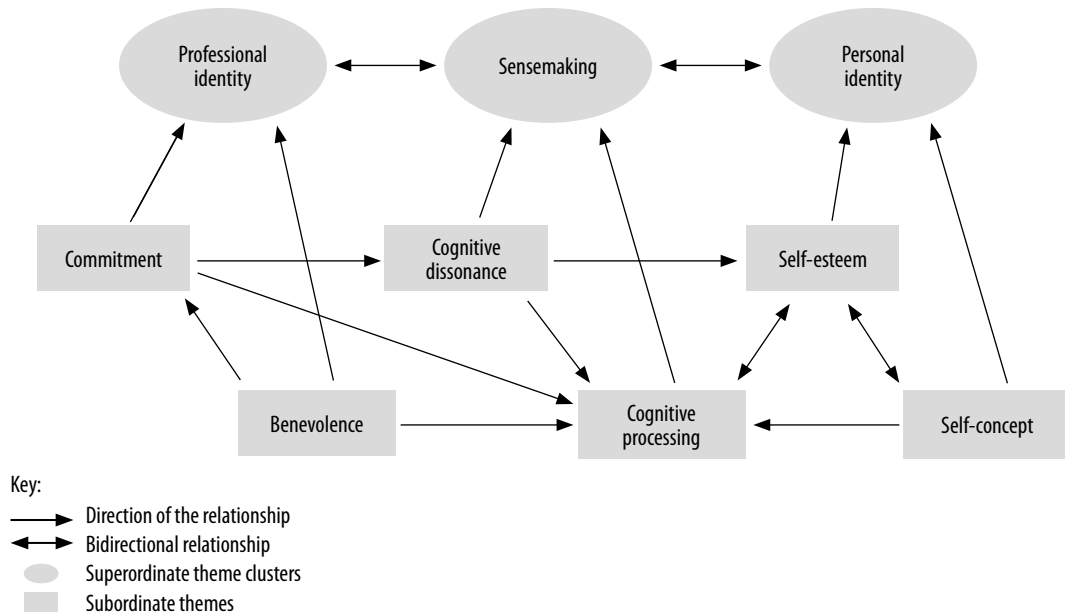 Professional
identity
Sensemaking
Personal
identity
Commitment
Cognitive
dissonance
Self-esteem
Benevolence
Cognitive
processing
Self-concept
Key:
Direction of the relationship
Bidirectional relationship
Superordinate theme clusters
Subordinate themes